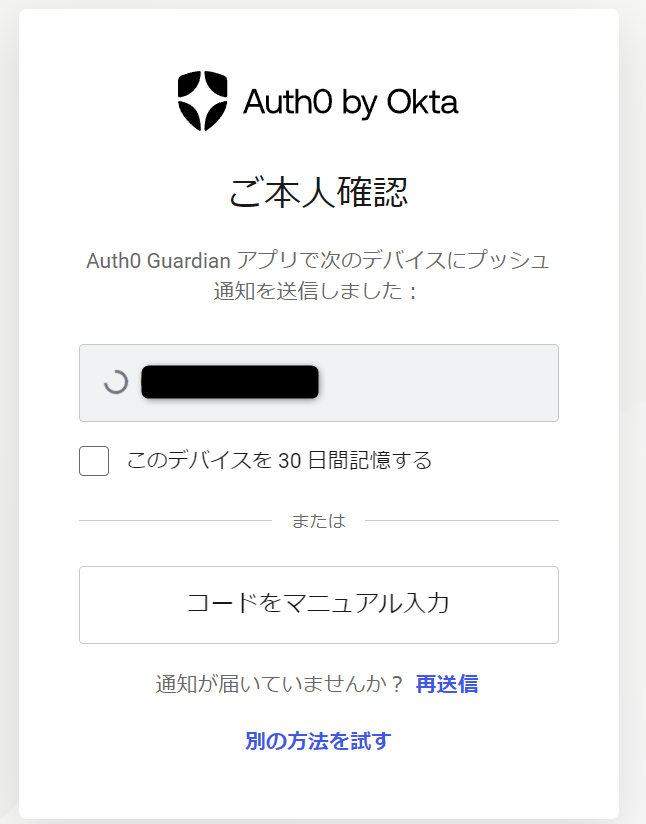 Auth0 by Okta
ご本人確認
Auth0 Guardian アプリで次のデバイスにプッシュ
通知を送信しました：
このデバイスを 30 日間記憶する
または
コードをマニュアル入力
通知が届いていませんか？ 再送信
別の方法を試す